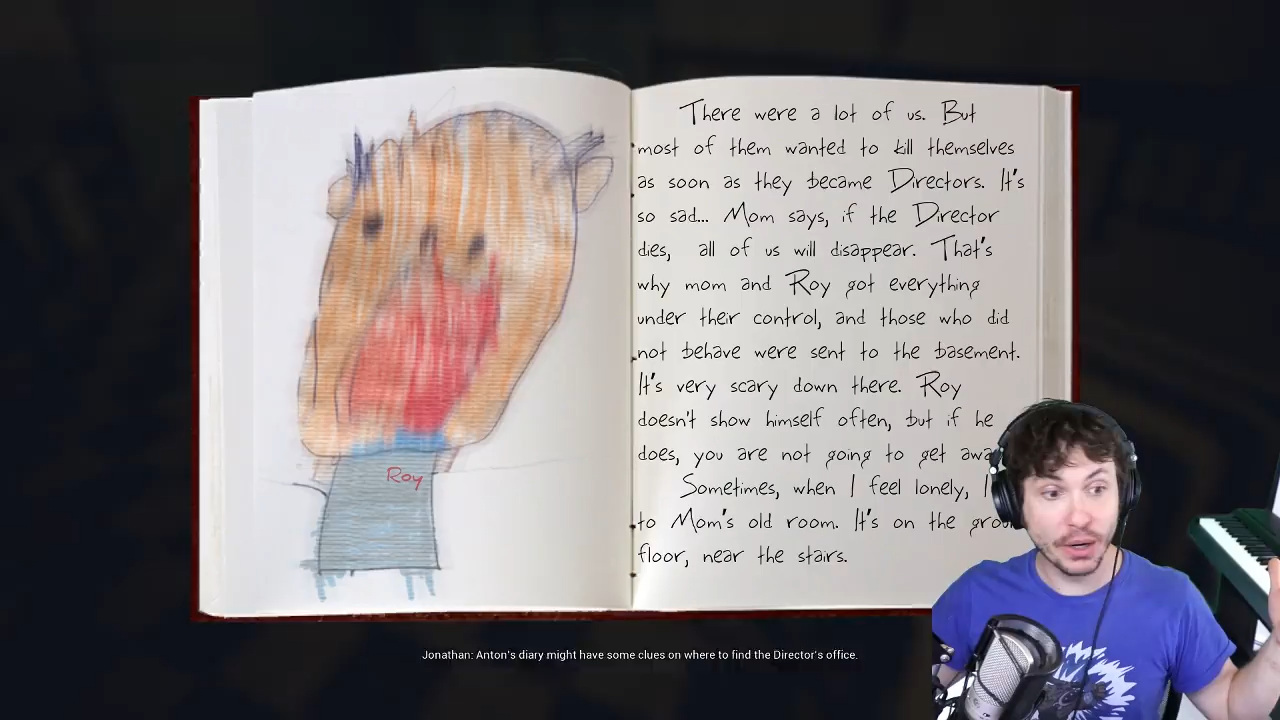 There were a lot of us. But
most of them wanted to kill themselves
as soon as they became Directors. It's
so sad... Mom says, if the Director
dies, all of us will disappear. That's
why mom and Roy got everything
under their control, and those who did
not behave were sent to the basement.
It's very scary down there. Roy
doesn't show himself often, but if he
does, you are not going to get
Sometimes, when I feel lonely, I
to Mom's old room. It's on the
floor, near the stairs.
Roy
Jonathan: Anton's diary might have some clues on where to find the Director's office.